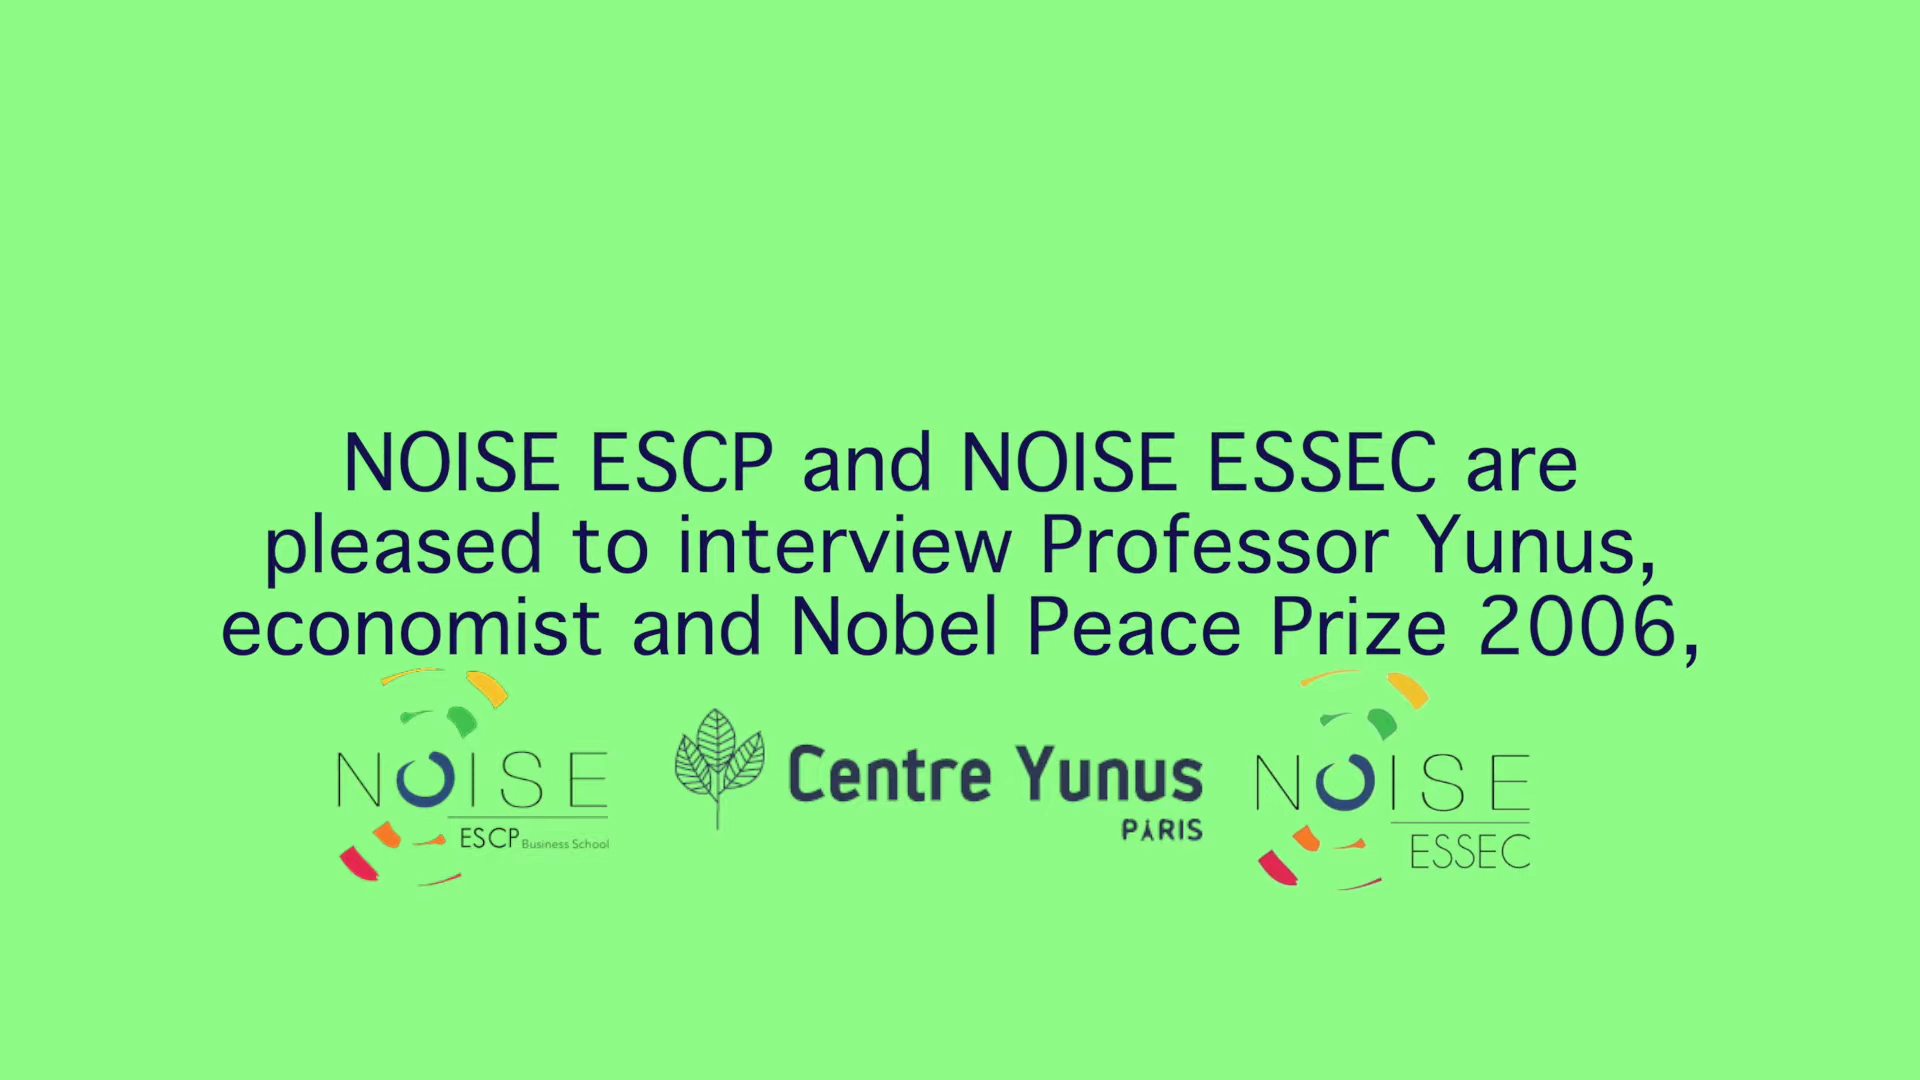 NOISE ESCP and NOISE ESSEC are
pleased to interview Professor Yunus,
economist and Nobel Peace Prize 2006,
NOISE
ESCP Business School
Centre Yunus
PARIS
NOISE
ESSEC